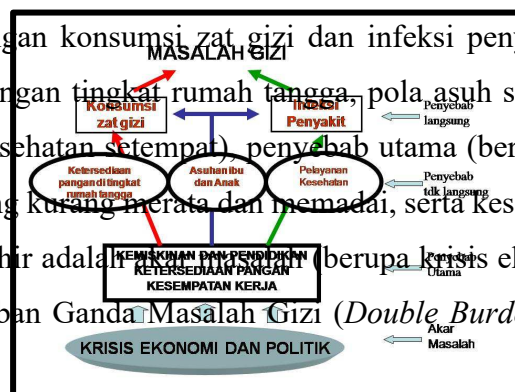 ngan konsumsi zat gizi dan infeksi peny
MASALAH GIZI
ngan tingkat rumah tangga, pola asuh s
Konsumsi
zat gizi
Infeksi
Penyakit
Penyebab
langsung
sehatan setempat), penyebab utama (ber
Ketersediaan
pangan di tingkat
rumah tangga
Asuhan ibu
dan Anak
Pelayanan
Kesehatan
Penyebab
tdk langsung
ng kurang merata dan memadai, serta kes
hir adalah akar masalah (berupa krisis ek
KEMISKINAN DAN PENDIDIKAN
KETERSEDIAAN PANGAN
KESEMPATAN KERJA
Penyebab
Utama
ban Ganda Masalah Gizi (Double Burd
KRISIS EKONOMI DAN POLITIK
Akar
Masalah